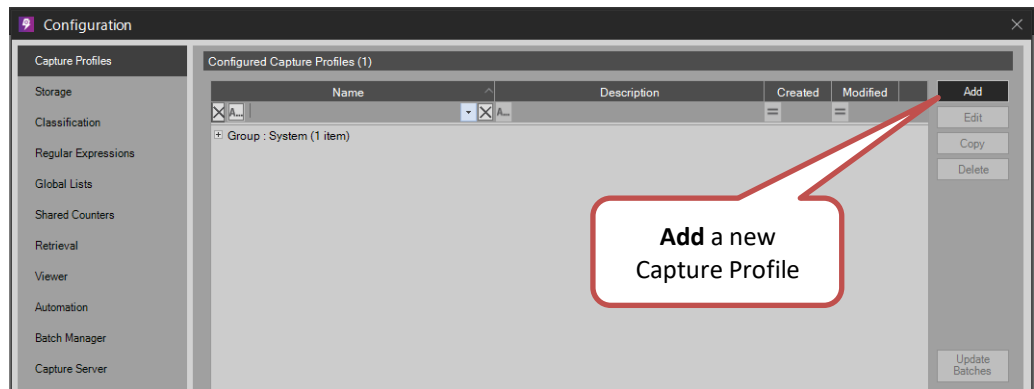 Configuration
Capture Profiles
Storage
Classification
Regular Expressions
Global Lists
Shared Counters
Retrieval
Viewer
Automation
Batch Manager
Capture Server
Configured Capture Profiles (1)
Name Description Created Modified
A... A... = =
Group : System (1 item)
Add
Edit
Copy
Delete
Add a new
Capture Profile
Update
Batches